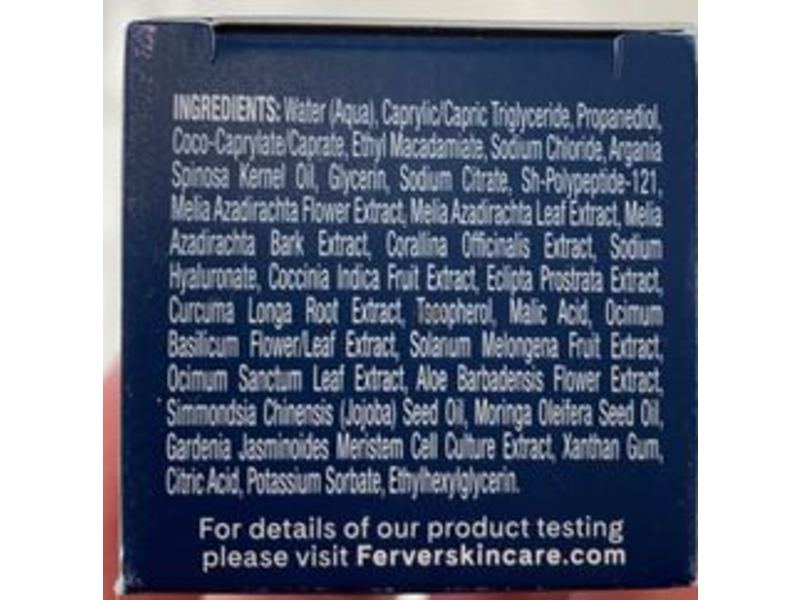 INGREDIENTS: Water (Aqua), Caprylic/Capric Triglyceride, Propanediol,
Coco-Caprylate/Caprate, Ethyl Macadamiate, Sodium Chloride, Argania
Spinosa Kernel Oil, Glycerin, Sodium Citrate, Sh-Polypeptide-121,
Melia Azadirachta Flower Extract, Melia Azadirachta Leaf Extract, Melia
Azadirachta Bark Extract, Corallina Officinalis Extract, Sodium
Hyaluronate, Coccinia Indica Fruit Extract, Eclipta Prostrata Extract,
Curcuma Longa Root Extract, Tocopherol, Malic Acid, Ocimum
Basilicum Flower/Leaf Extract, Solanum Melongena Fruit Extract,
Ocimum Sanctum Leaf Extract, Aloe Barbadensis Flower Extract,
Simmondsia Chinensis (Jojoba) Seed Oil, Moringa Oleifera Seed Oil,
Gardenia Jasminoides Meristem Cell Culture Extract, Xanthan Gum,
Citric Acid, Potassium Sorbate, Ethylhexylglycerin.
For details of our product testing
please visit Ferverskincare.com